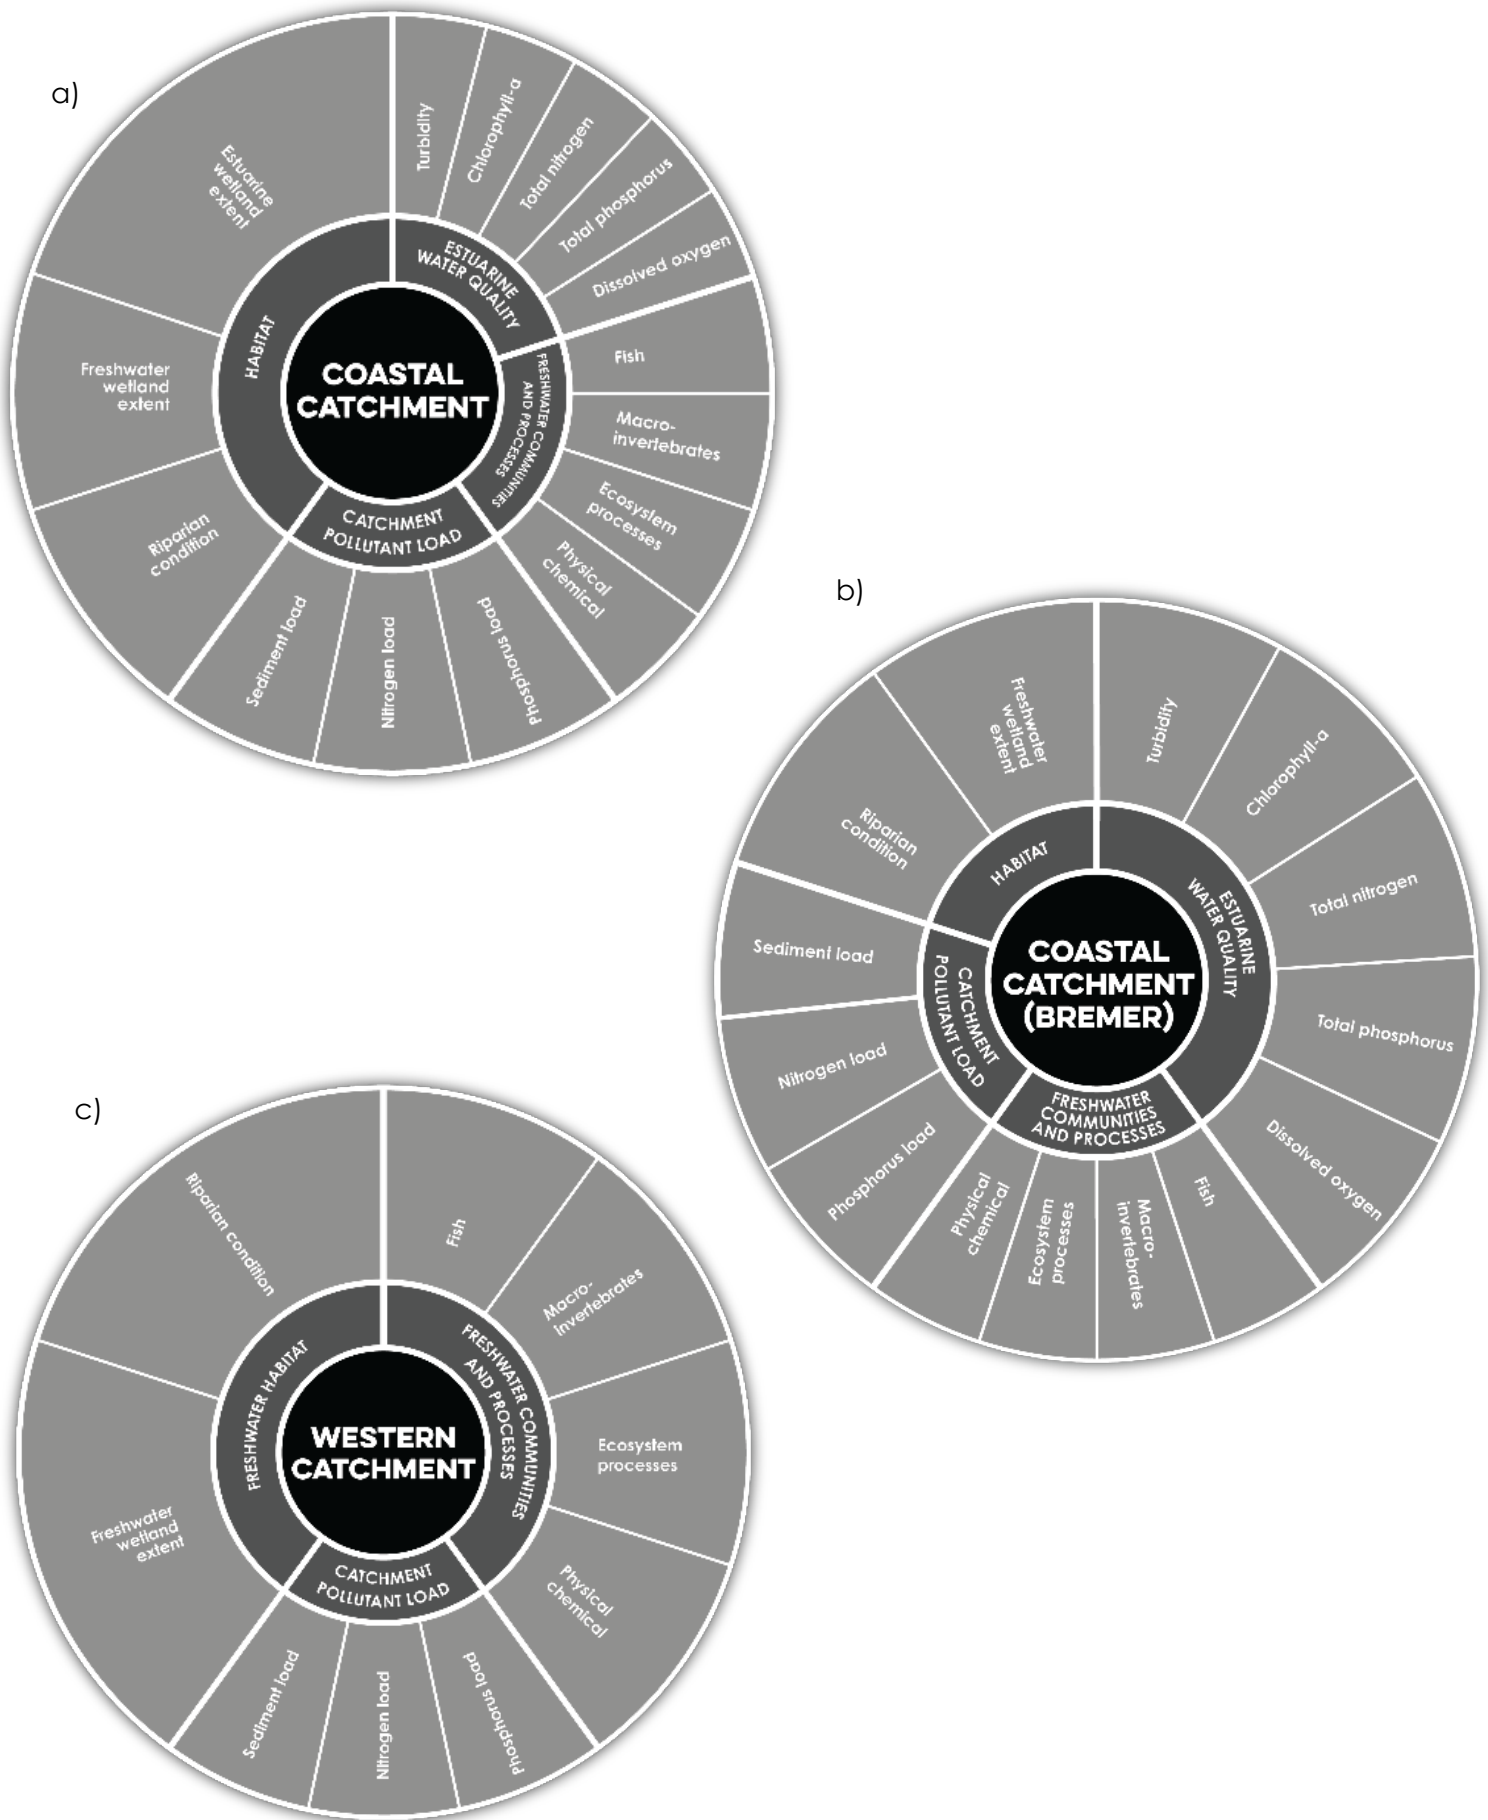 a)
Turbidity
Chlorophyll-a
Total nitrogen
Total phosphorus
Dissolved oxygen
Fish
Macro-
invertebrates
Ecosystem
processes
Physical
chemical
Phosphorus load
Nitrogen load
Sediment load
Riparian
condition
Freshwater
wetland
extent
Estuarine
wetland
extent
ESTUARINE
WATER QUALITY
FRESHWATER COMMUNITIES
AND PROCESSES
CATCHMENT
POLLUTANT LOAD
HABITAT
COASTAL
CATCHMENT
b)
Turbidity
Chlorophyll-a
Total nitrogen
Total phosphorus
Dissolved oxygen
Fish
Macro-
invertebrates
Ecosystem
processes
Physical
chemical
Phosphorus load
Nitrogen load
Sediment load
Riparian
condition
Freshwater
wetland
extent
ESTUARINE
WATER QUALITY
FRESHWATER
COMMUNITIES
AND PROCESSES
CATCHMENT
POLLUTANT LOAD
HABITAT
COASTAL
CATCHMENT
(BREMER)
c)
Fish
Macro-
invertebrates
Ecosystem
processes
Physical
chemical
Phosphorus load
Nitrogen load
Sediment load
Freshwater
wetland
extent
Riparian condition
FRESHWATER COMMUNITIES
AND PROCESSES
CATCHMENT
POLLUTANT LOAD
FRESHWATER HABITAT
WESTERN
CATCHMENT